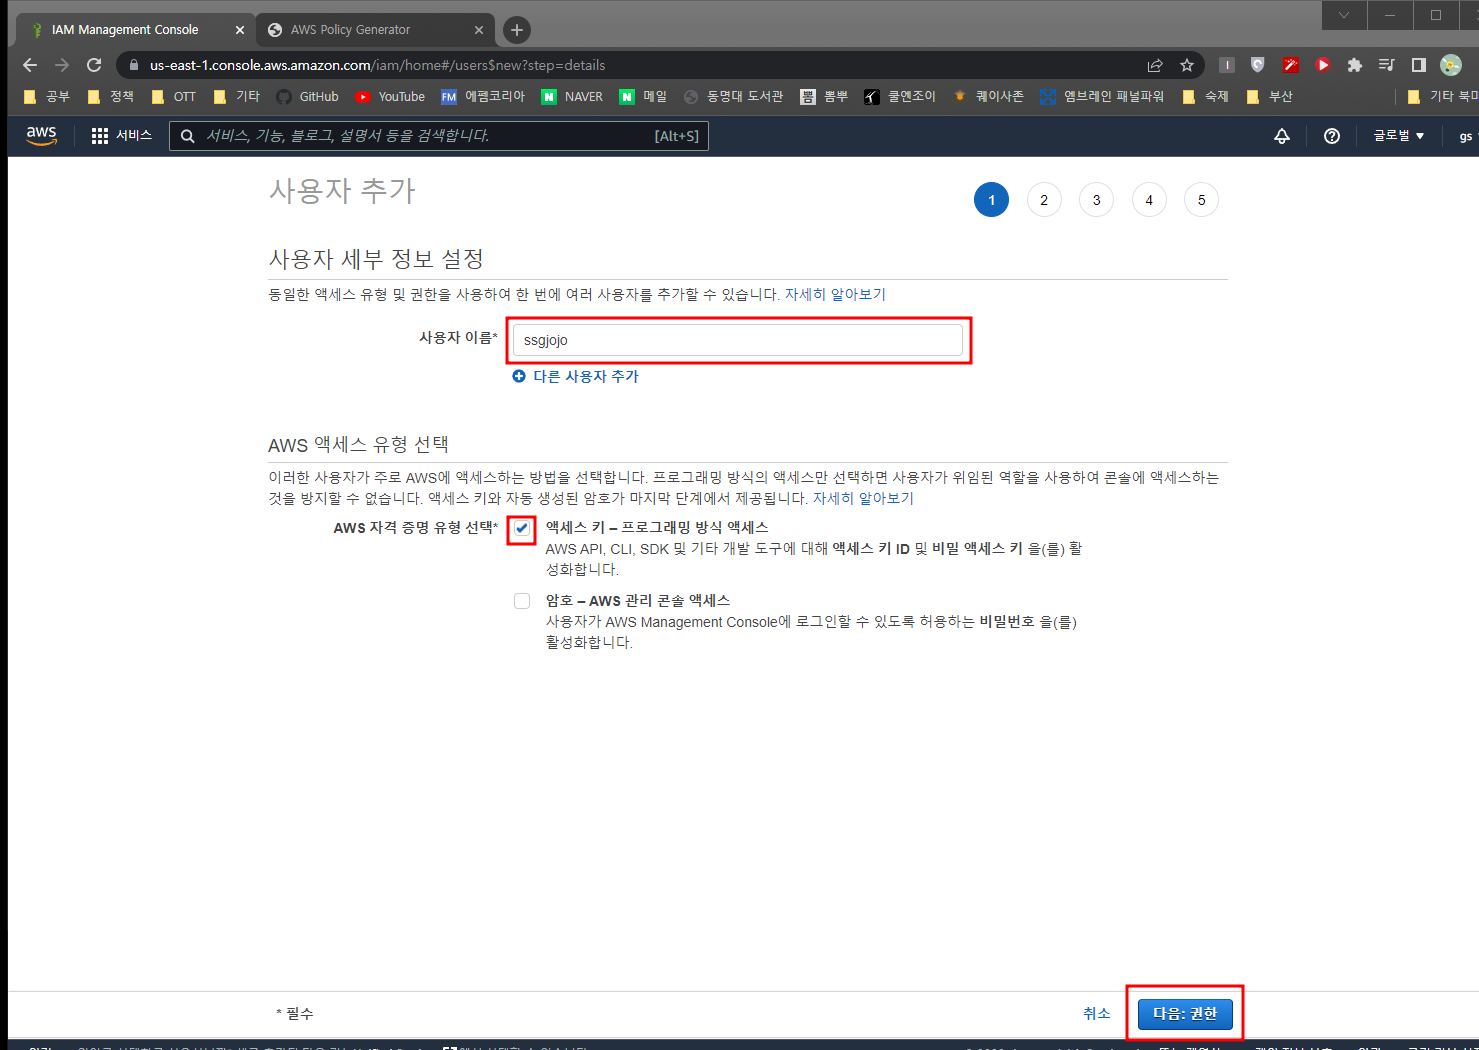 IAM Management Console
AWS Policy Generator
us-east-1.console.aws.amazon.com/iam/home#/users$new?step=details
공부 정책 OTT 기타 GitHub YouTube FM 에펨코리아 N NAVER N 메일 동명대 도서관 뽐 뽐뿌 쿨엔조이 퀘이사존 엠브레인 패널파워 숙제 부산 기타 북마
aws 서비스 서비스, 기능, 블로그, 설명서 등을 검색합니다. [Alt+S] 글로벌 gs
사용자 추가
1 2 3 4 5
사용자 세부 정보 설정
동일한 액세스 유형 및 권한을 사용하여 한 번에 여러 사용자를 추가할 수 있습니다. 자세히 알아보기
사용자 이름* ssgjojo
다른 사용자 추가
AWS 액세스 유형 선택
이러한 사용자가 주로 AWS에 액세스하는 방법을 선택합니다. 프로그래밍 방식의 액세스만 선택하면 사용자가 위임된 역할을 사용하여 콘솔에 액세스하는
것을 방지할 수 없습니다. 액세스 키와 자동 생성된 암호가 마지막 단계에서 제공됩니다. 자세히 알아보기
AWS 자격 증명 유형 선택* 액세스 키 – 프로그래밍 방식 액세스
AWS API, CLI, SDK 및 기타 개발 도구에 대해 액세스 키 ID 및 비밀 액세스 키 을(를) 활
성화합니다.
암호 – AWS 관리 콘솔 액세스
사용자가 AWS Management Console에 로그인할 수 있도록 허용하는 비밀번호 을(를)
활성화합니다.
* 필수 취소 다음: 권한